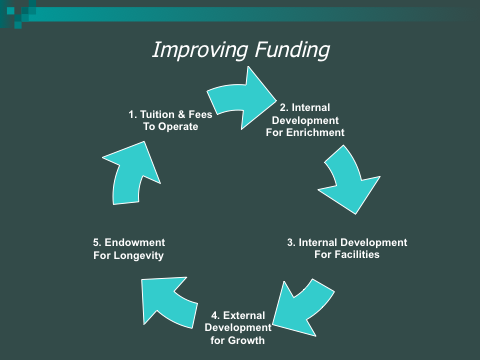 Improving Funding
1. Tuition & Fees
To Operate
2. Internal
Development
For Enrichment
3. Internal Development
For Facilities
4. External
Development
for Growth
5. Endowment
For Longevity